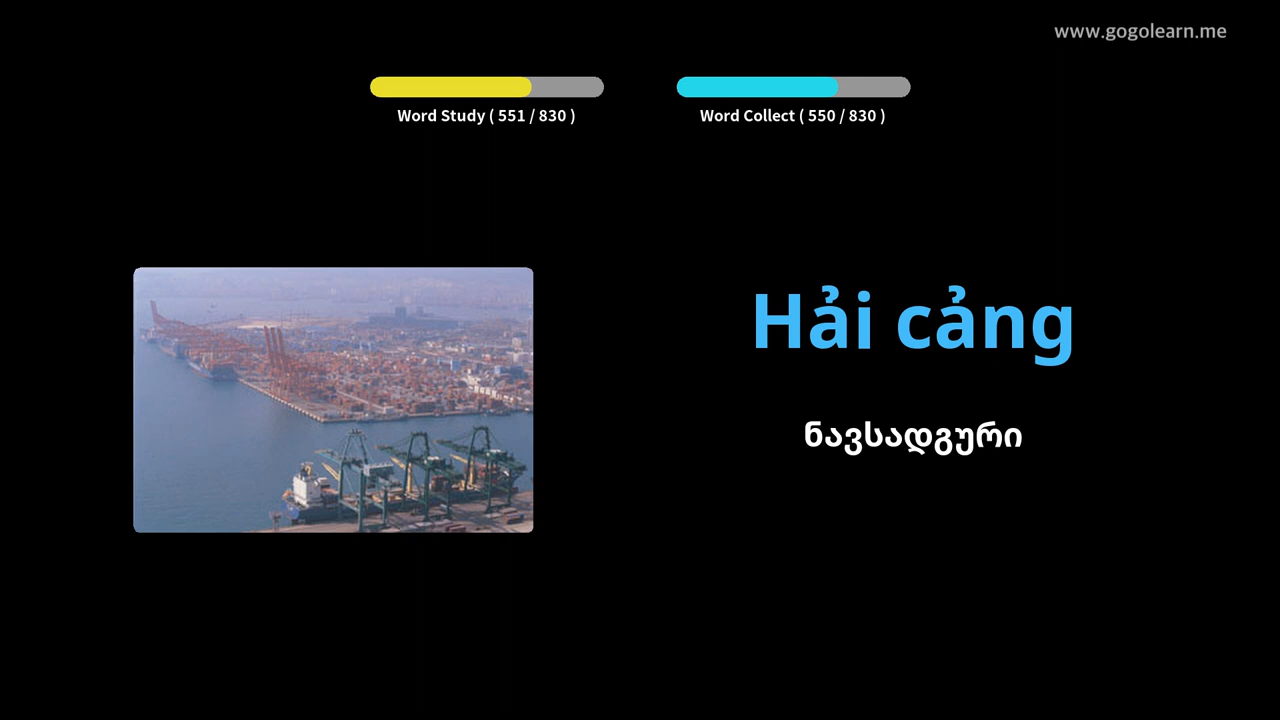 www.gogolearn.me
Word Study ( 551 / 830 )
Word Collect ( 550 / 830 )
Hải cảng
ნავსადგური